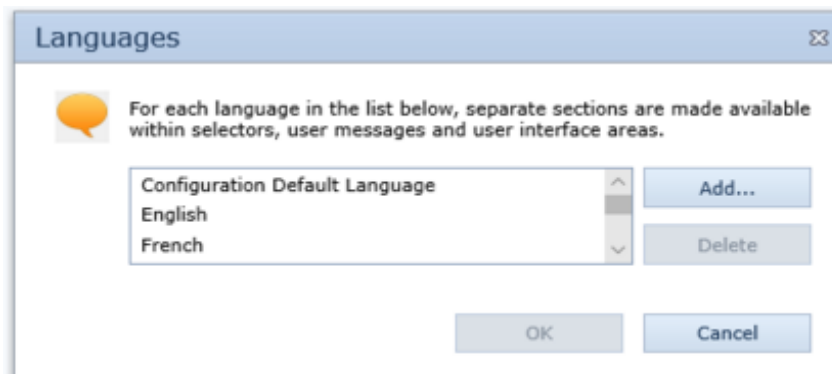 Languages
For each language in the list below, separate sections are made available
within selectors, user messages and user interface areas.
Configuration Default Language
English
French
Add...
Delete
OK
Cancel